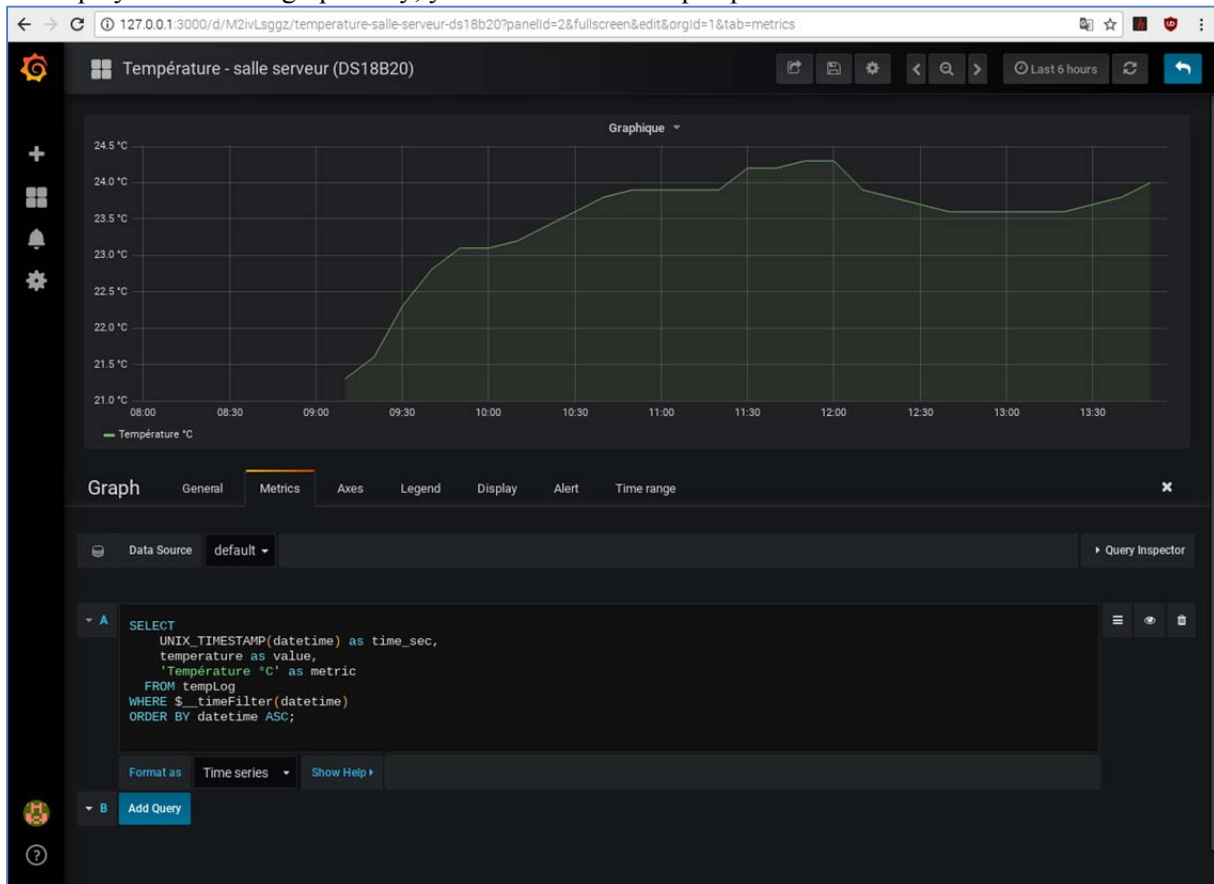 127.0.0.1:3000/d/M2ivLsggz/temperature-salle-serveur-ds18b20?panelId=2&fullscreen&edit&orgId=1&tab=metrics
Température - salle serveur (DS18B20)
Last 6 hours
Graphique
24.5 °C
24.0 °C
23.5 °C
23.0 °C
22.5 °C
22.0 °C
21.5 °C
21.0 °C
08:00 08:30 09:00 09:30 10:00 10:30 11:00 11:30 12:00 12:30 13:00 13:30
Température °C
Graph General Metrics Axes Legend Display Alert Time range
Data Source default Query Inspector
A
SELECT
UNIX_TIMESTAMP(datetime) as time_sec,
temperature as value,
'Température °C' as metric
FROM tempLog
WHERE $__timeFilter(datetime)
ORDER BY datetime ASC;
Format as Time series Show Help
B Add Query